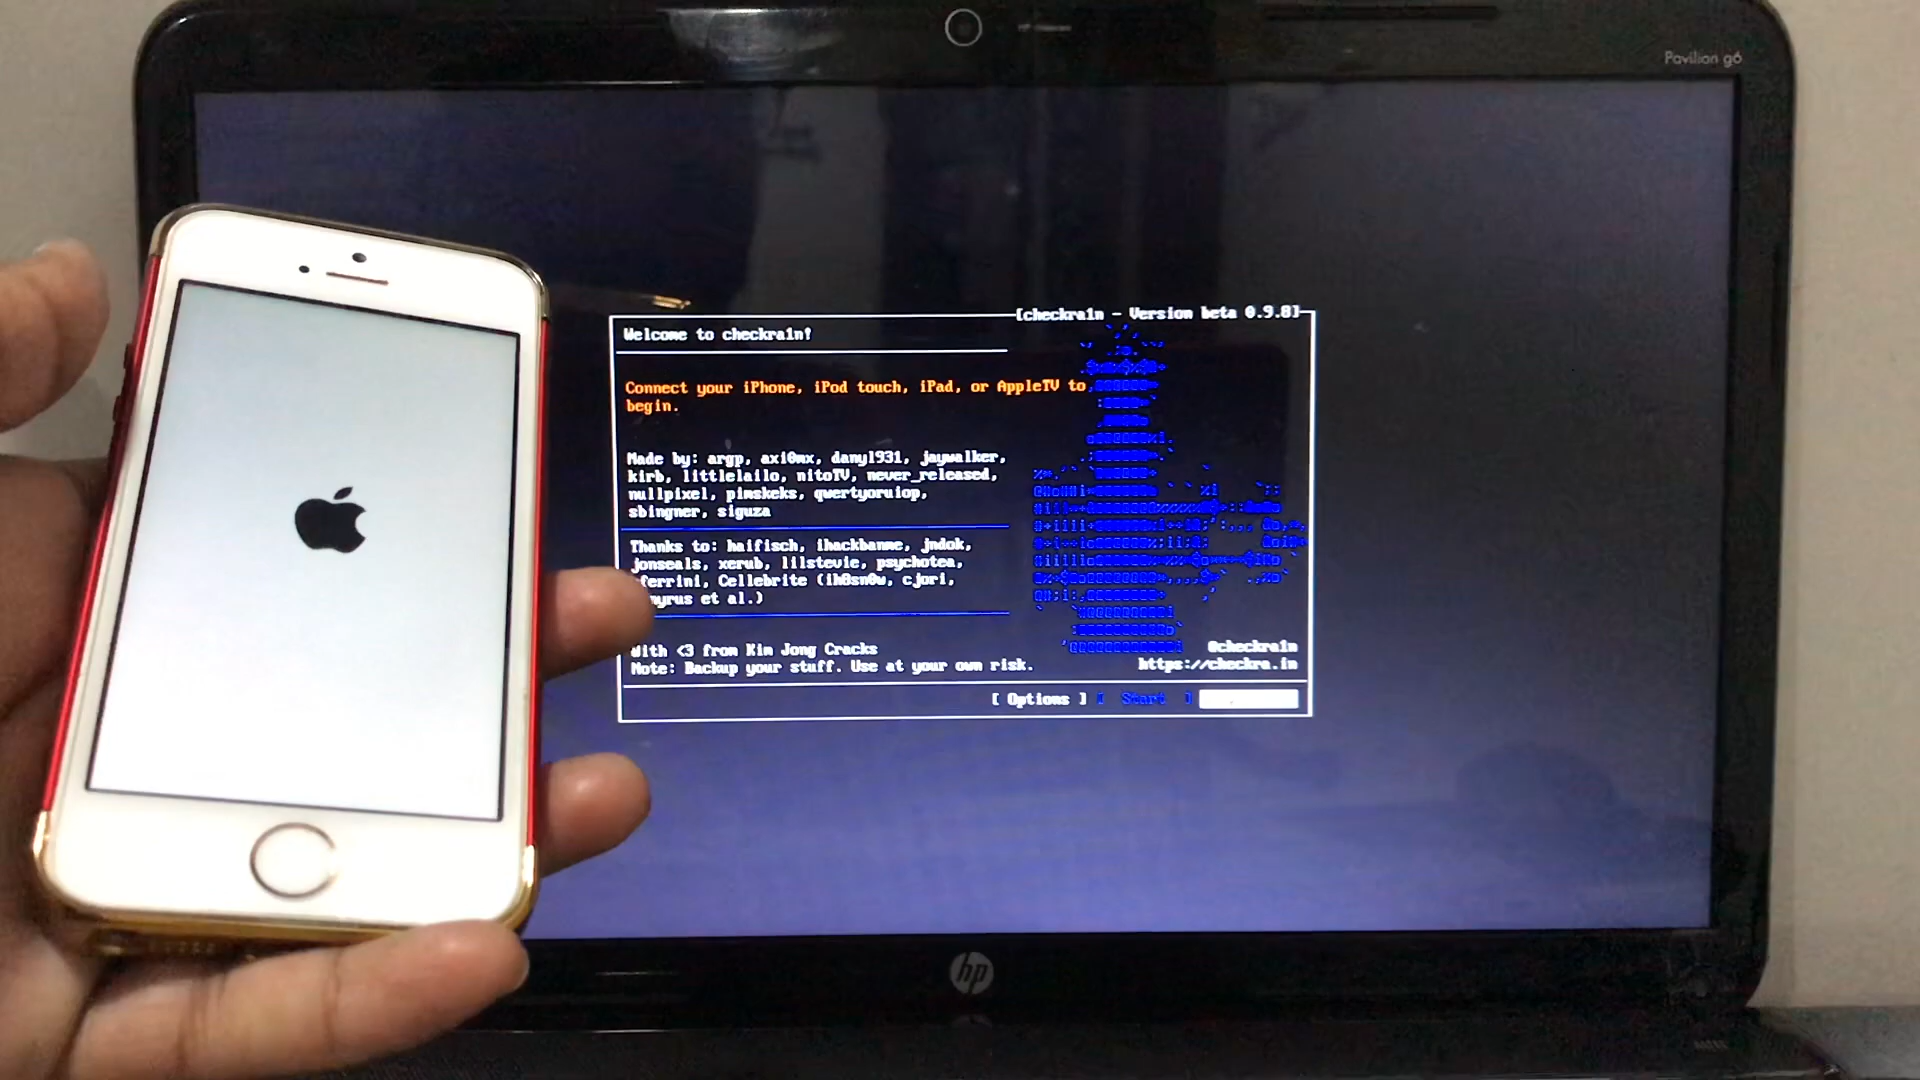 Pavilion g6
[checkra1n - Version beta 0.9.8]
Welcome to checkra1n!
Connect your iPhone, iPod touch, iPad, or AppleTV to
begin.
Made by: argp, axi0mx, danyl931, jaywalker,
kirb, littlelailo, nitoTV, never_released,
nullpixel, pimskeks, qwertyoruiop,
sbingner, siguza
Thanks to: haifisch, ihackbanme, jndok,
jonseals, xerub, lilstevie, psychotea,
ferrini, Cellebrite (ih8sn0w, cjori,
yrus et al.)
With <3 from Kim Jong Cracks
@checkra1n
Note: Backup your stuff. Use at your own risk.
https://checkra.in
[ Options ] [ Start ]
hp